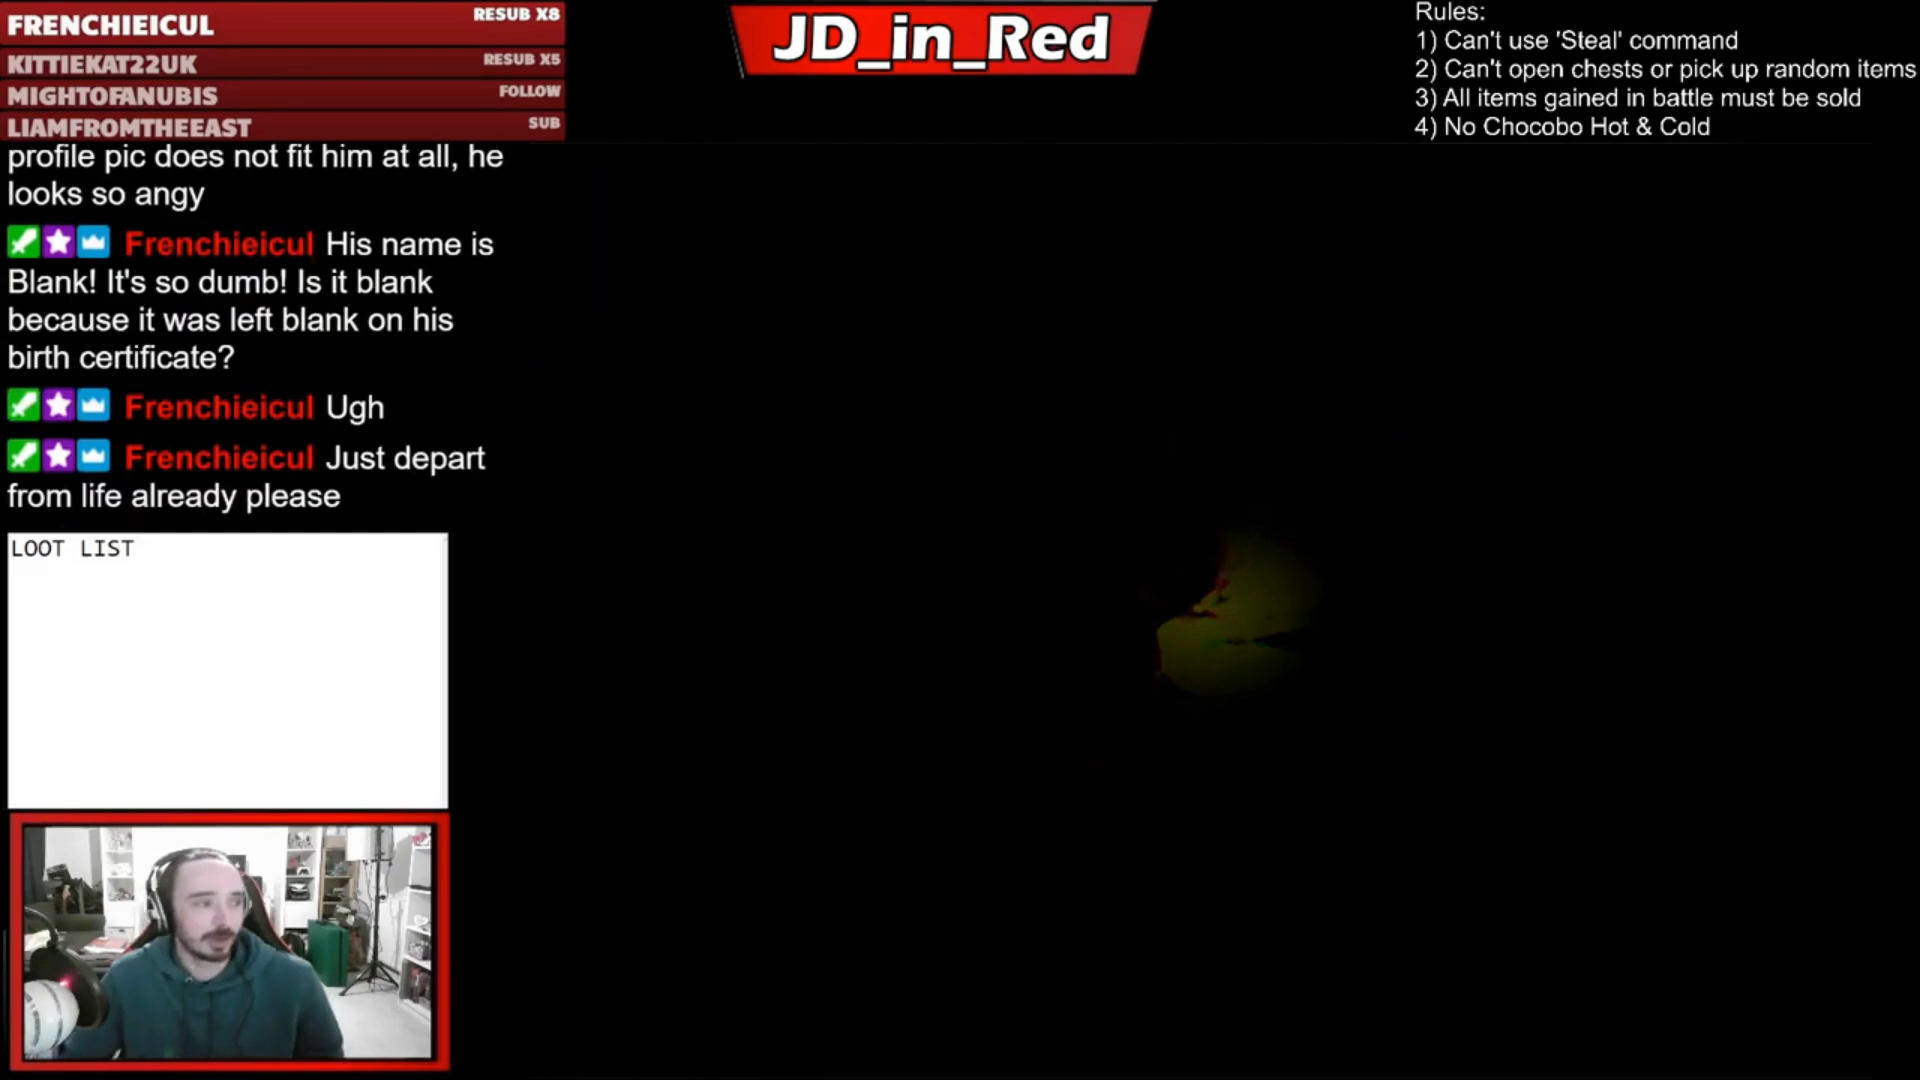 FRENCHIEICUL RESUB X8
KITTIEKAT22UK RESUB X5
MIGHTOFANUBIS FOLLOW
LIAMFROMTHEEAST SUB
profile pic does not fit him at all, he
looks so angy
Frenchieicul His name is
Blank! It's so dumb! Is it blank
because it was left blank on his
birth certificate?
Frenchieicul Ugh
Frenchieicul Just depart
from life already please
LOOT LIST
JD_in_Red
Rules:
1) Can't use 'Steal' command
2) Can't open chests or pick up random items
3) All items gained in battle must be sold
4) No Chocobo Hot & Cold